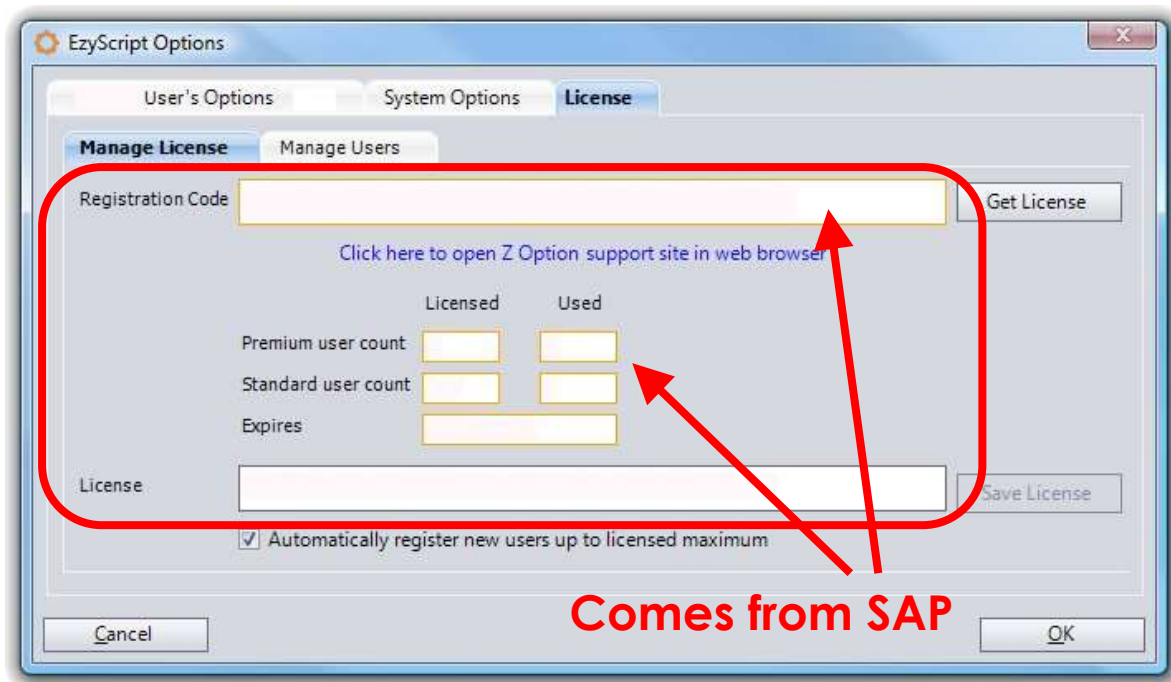 EzyScript Options
User's Options System Options License
Manage License Manage Users
Registration Code Get License
Click here to open Z Option support site in web browser
Licensed Used
Premium user count
Standard user count
Expires
License Save License
Automatically register new users up to licensed maximum
Comes from SAP
Cancel OK